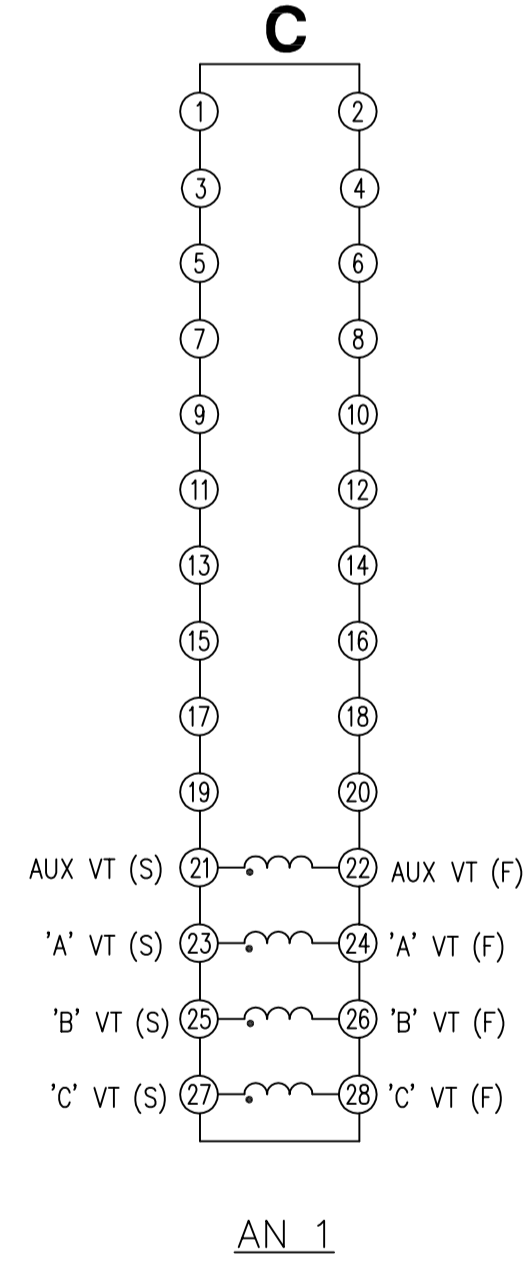 C
1 2
3 4
5 6
7 8
9 10
11 12
13 14
15 16
17 18
19 20
AUX VT (S) 21 22 AUX VT (F)
'A' VT (S) 23 24 'A' VT (F)
'B' VT (S) 25 26 'B' VT (F)
'C' VT (S) 27 28 'C' VT (F)
AN 1